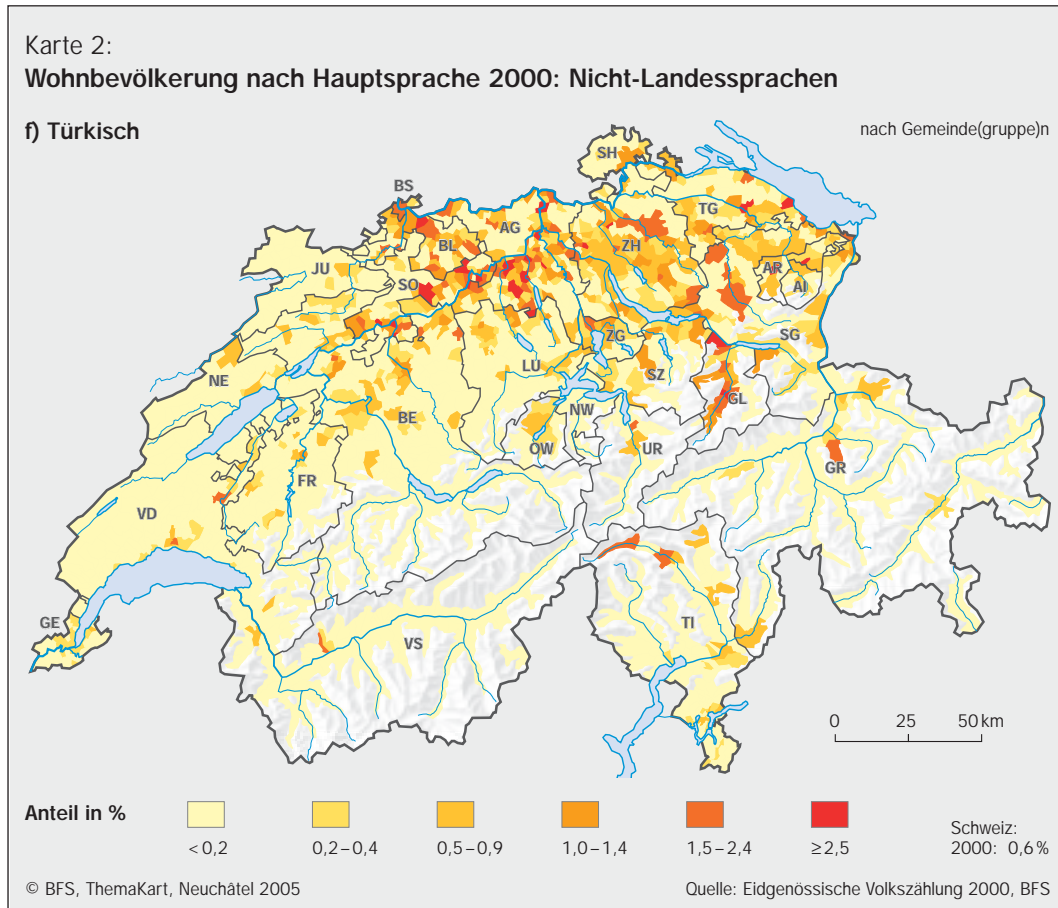 Karte 2:
Wohnbevölkerung nach Hauptsprache 2000: Nicht-Landessprachen
f) Türkisch
nach Gemeinde(gruppe)n
SH
BS
TG
AG
BL
ZH
JU
AR
SO
AI
ZG
SG
LU
NE
SZ
GL
NW
BE
OW
UR
GR
FR
VD
TI
GE
VS
0 25 50 km
Anteil in %
< 0,2
0,2 – 0,4
0,5 – 0,9
1,0 – 1,4
1,5 – 2,4
≥ 2,5
Schweiz:
2000: 0,6 %
© BFS, ThemaKart, Neuchâtel 2005
Quelle: Eidgenössische Volkszählung 2000, BFS